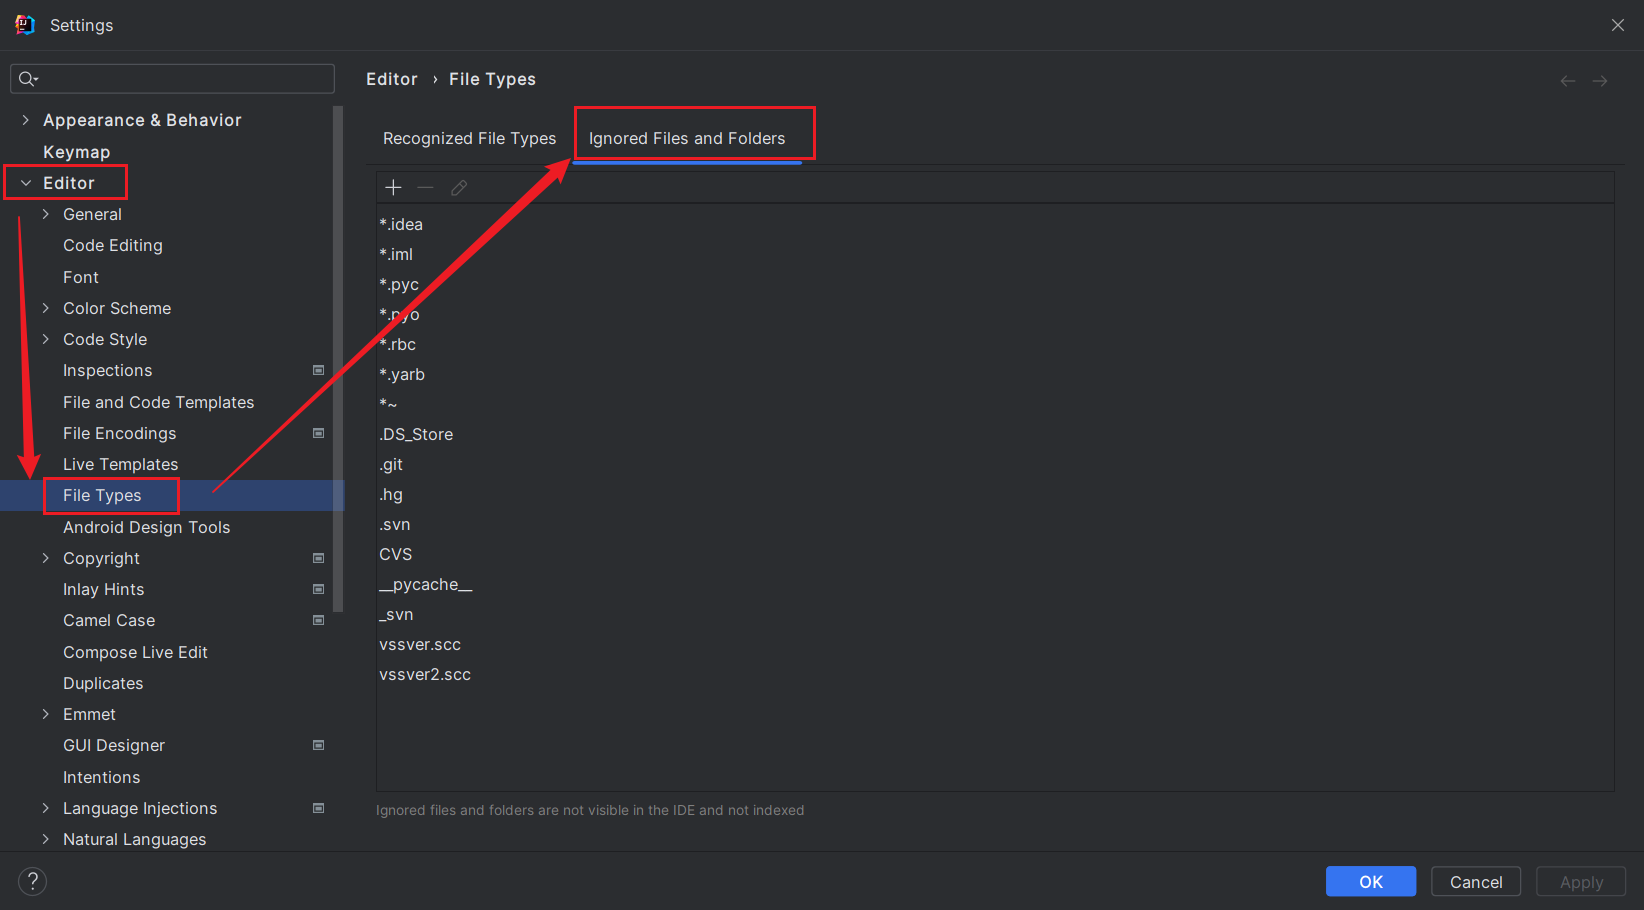 Settings
Editor › File Types
Appearance & Behavior
Keymap
Editor
General
Code Editing
Font
Color Scheme
Code Style
Inspections
File and Code Templates
File Encodings
Live Templates
File Types
Android Design Tools
Copyright
Inlay Hints
Camel Case
Compose Live Edit
Duplicates
Emmet
GUI Designer
Intentions
Language Injections
Natural Languages
Recognized File Types
Ignored Files and Folders
*.idea
*.iml
*.pyc
*.pyo
*.rbc
*.yarb
*~
.DS_Store
.git
.hg
.svn
CVS
__pycache__
_svn
vssver.scc
vssver2.scc
Ignored files and folders are not visible in the IDE and not indexed
?
OK
Cancel
Apply